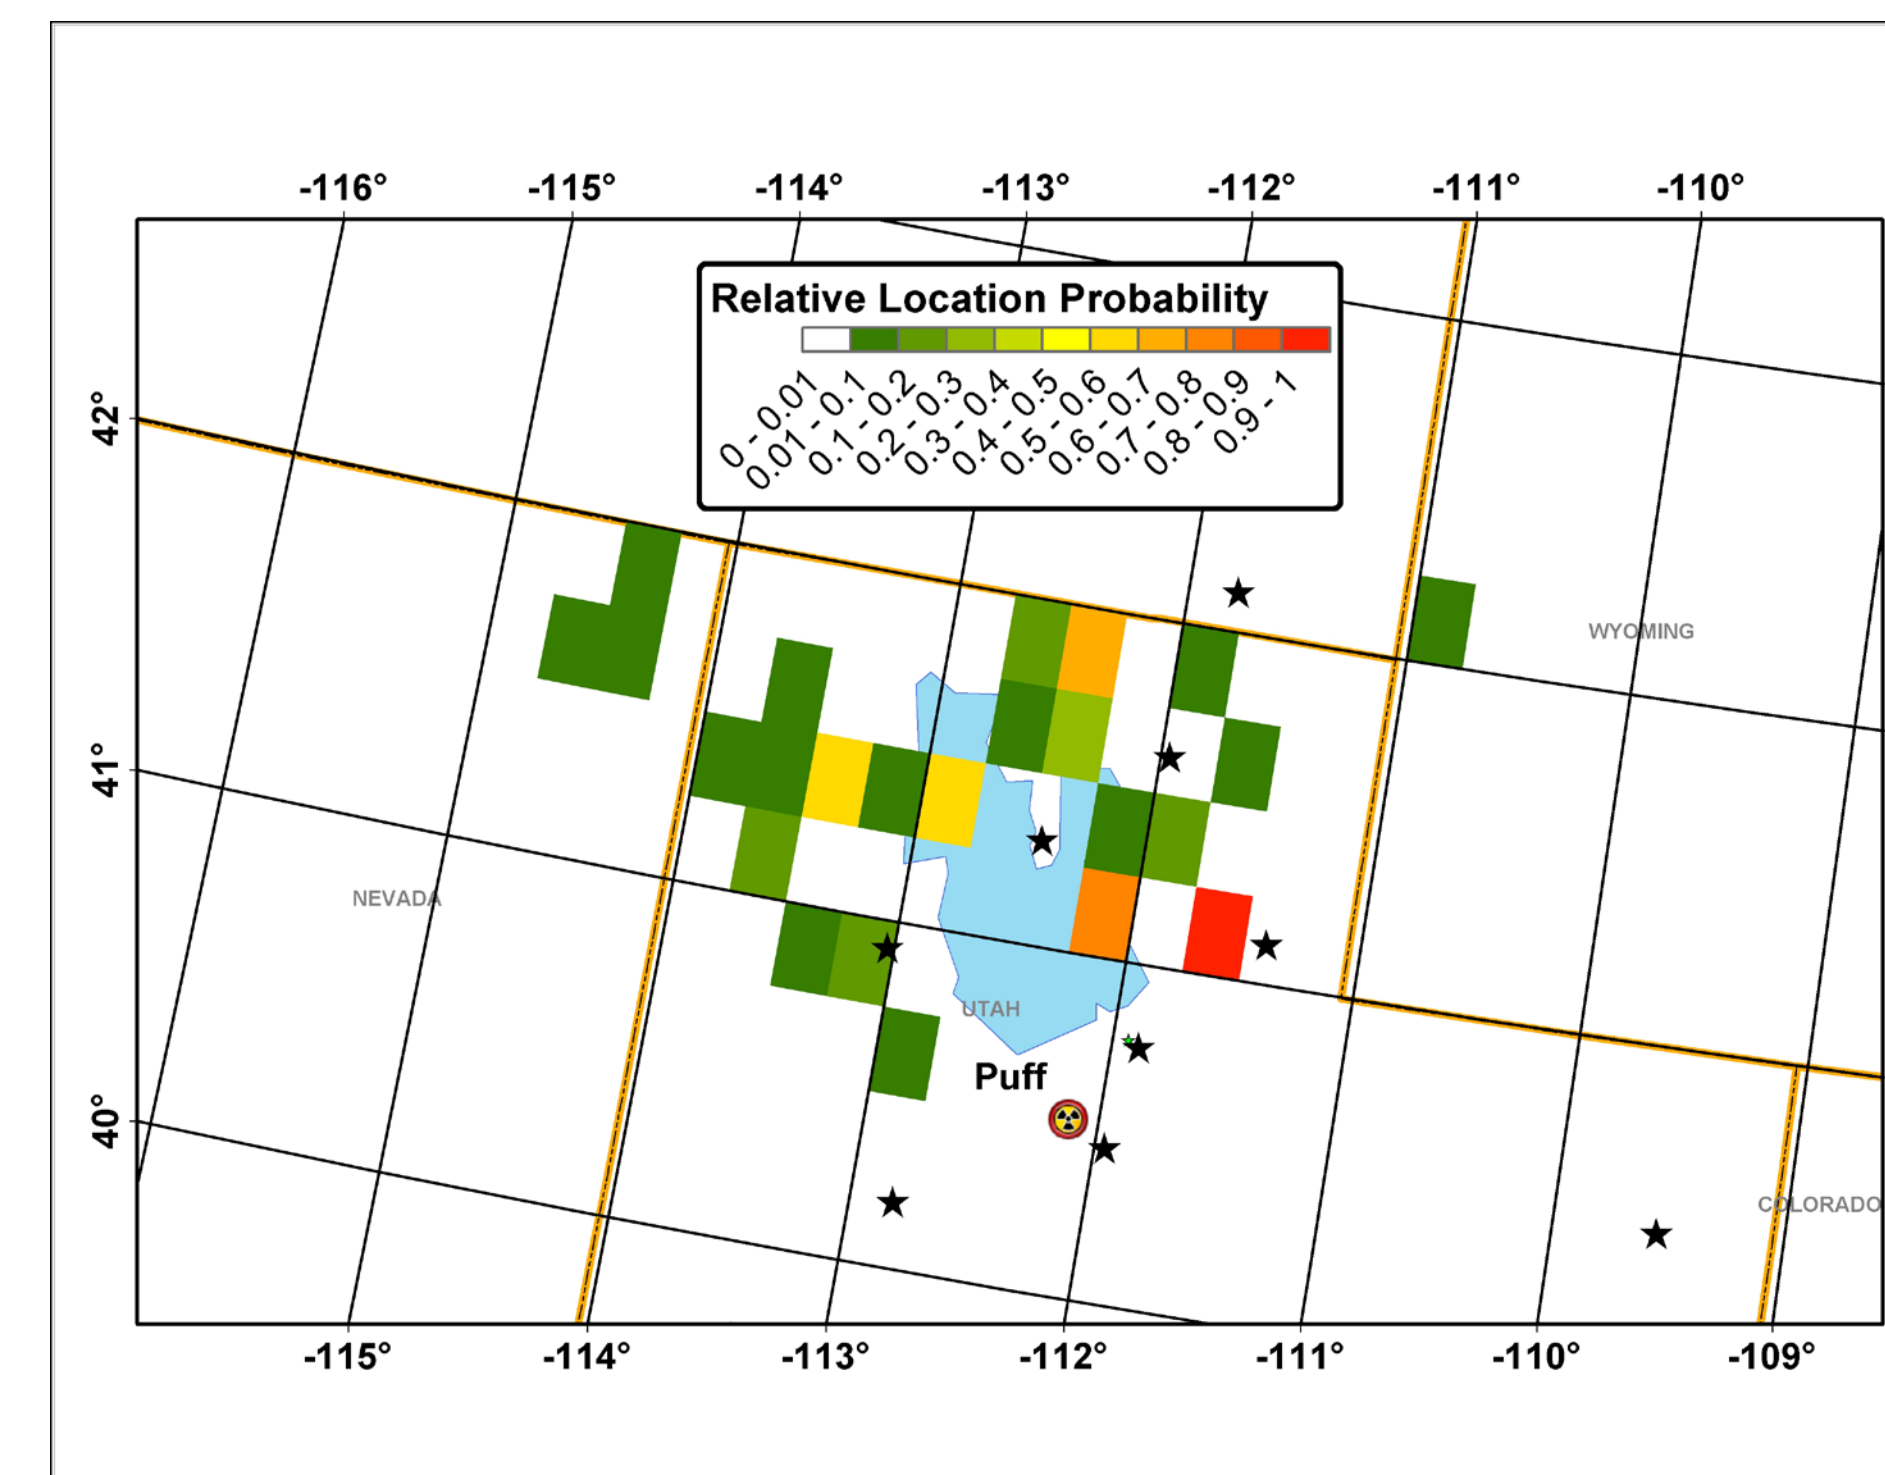 -116° -115° -114° -113° -112° -111° -110°
Relative Location Probability
0 - 0.01
0.01 - 0.1
0.1 - 0.2
0.2 - 0.3
0.3 - 0.4
0.4 - 0.5
0.5 - 0.6
0.6 - 0.7
0.7 - 0.8
0.8 - 0.9
0.9 - 1
42°
WYOMING
41°
NEVADA
UTAH
Puff
40°
COLORADO
-115° -114° -113° -112° -111° -110° -109°